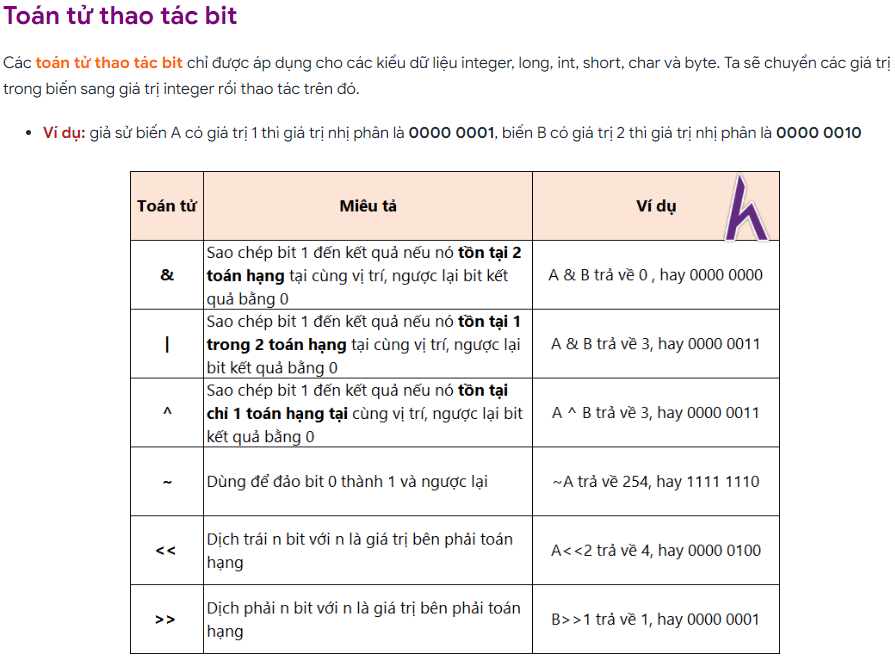 Toán tử thao tác bit
Các toán tử thao tác bit chỉ được áp dụng cho các kiểu dữ liệu integer, long, int, short, char và byte. Ta sẽ chuyển các giá trị
trong biến sang giá trị integer rồi thao tác trên đó.
• Ví dụ: giả sử biến A có giá trị 1 thì giá trị nhị phân là 0000 0001, biến B có giá trị 2 thì giá trị nhị phân là 0000 0010
Toán tử Miêu tả Ví dụ
Sao chép bit 1 đến kết quả nếu nó tồn tại 2
& toán hạng tại cùng vị trí, ngược lại bit kết A & B trả về 0 , hay 0000 0000
quả bằng 0
Sao chép bit 1 đến kết quả nếu nó tồn tại 1
| trong 2 toán hạng tại cùng vị trí, ngược lại A & B trả về 3, hay 0000 0011
bit kết quả bằng 0
Sao chép bit 1 đến kết quả nếu nó tồn tại
^ chỉ 1 toán hạng tại cùng vị trí, ngược lại bit A ^ B trả về 3, hay 0000 0011
kết quả bằng 0
~ Dùng để đảo bit 0 thành 1 và ngược lại ~A trả về 254, hay 1111 1110
Dịch trái n bit với n là giá trị bên phải toán
<< A<<2 trả về 4, hay 0000 0100
hạng
Dịch phải n bit với n là giá trị bên phải toán
>> B>>1 trả về 1, hay 0000 0001
hạng